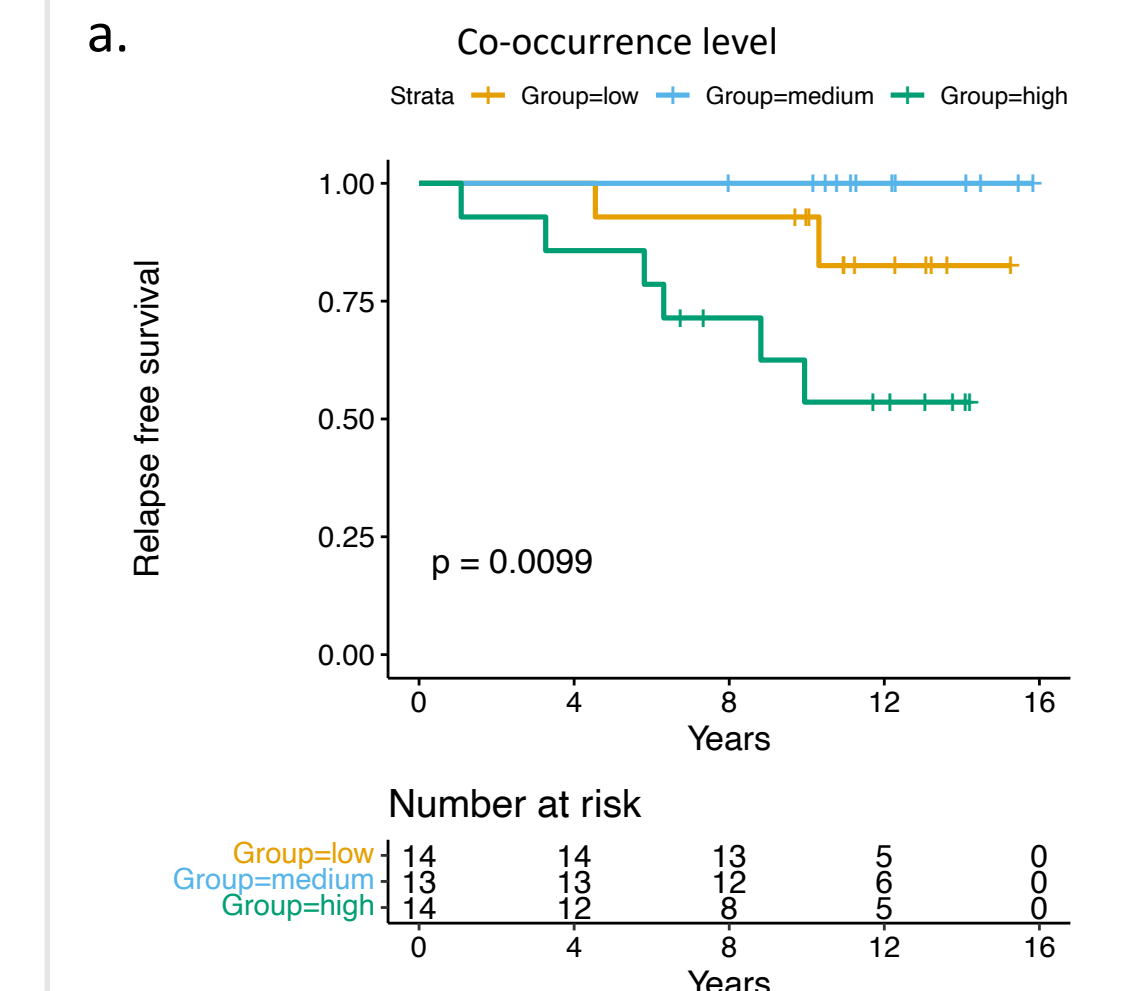 a.
Co-occurrence level
Strata Group=low Group=medium Group=high
1.00
0.75
0.50
0.25
0.00
Relapse free survival
p = 0.0099
0 4 8 12 16
Years
Number at risk
Group=low 14 14 13 5 0
Group=medium 13 13 12 6 0
Group=high 14 12 8 5 0
0 4 8 12 16
Years